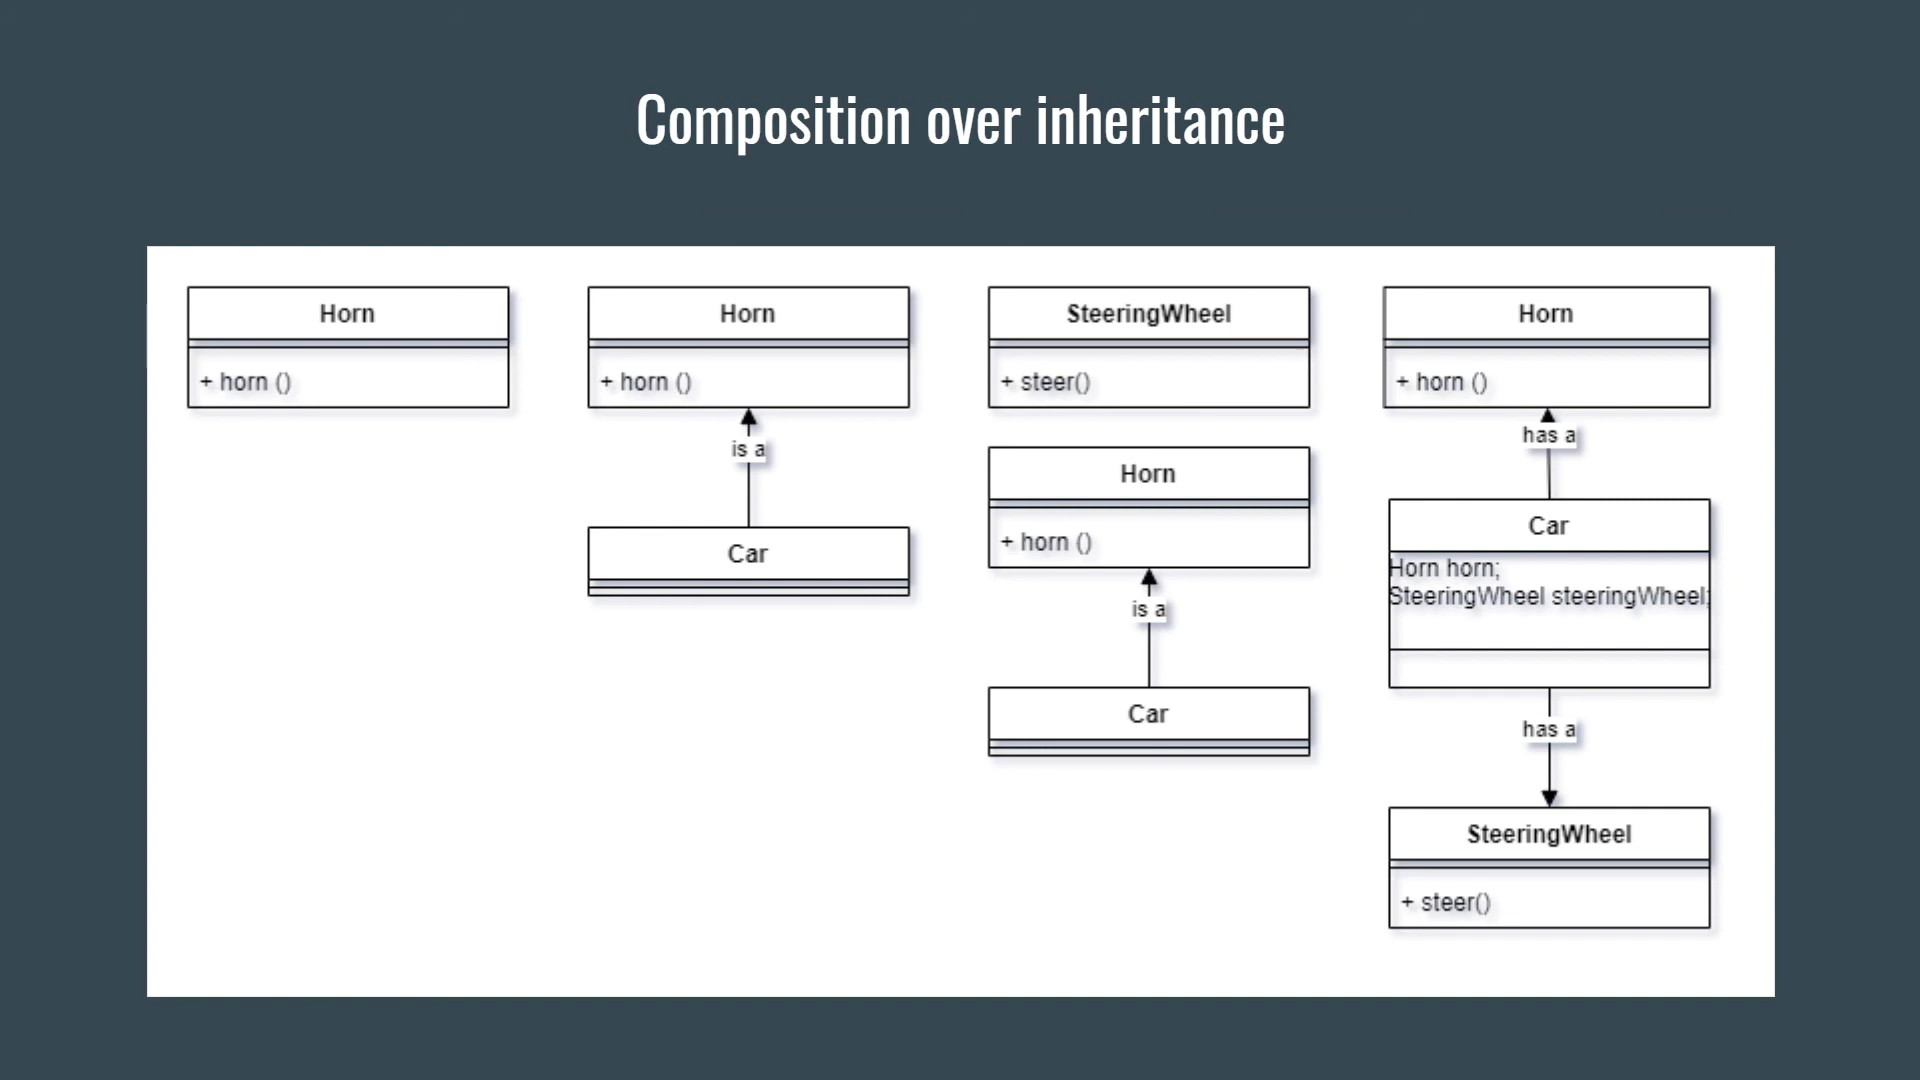 Composition over inheritance
Horn
+ horn ()
Horn
+ horn ()
is a
Car
SteeringWheel
+ steer()
Horn
+ horn ()
is a
Car
Horn
+ horn ()
has a
Car
Horn horn;
SteeringWheel steeringWheel;
has a
SteeringWheel
+ steer()